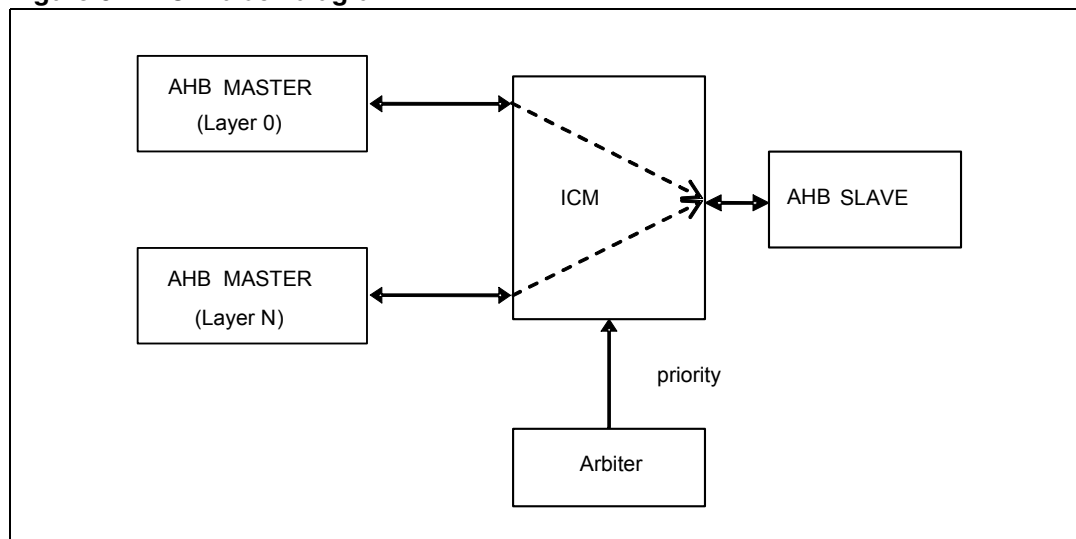 AHB MASTER
(Layer 0)
ICM
AHB SLAVE
AHB MASTER
(Layer N)
priority
Arbiter